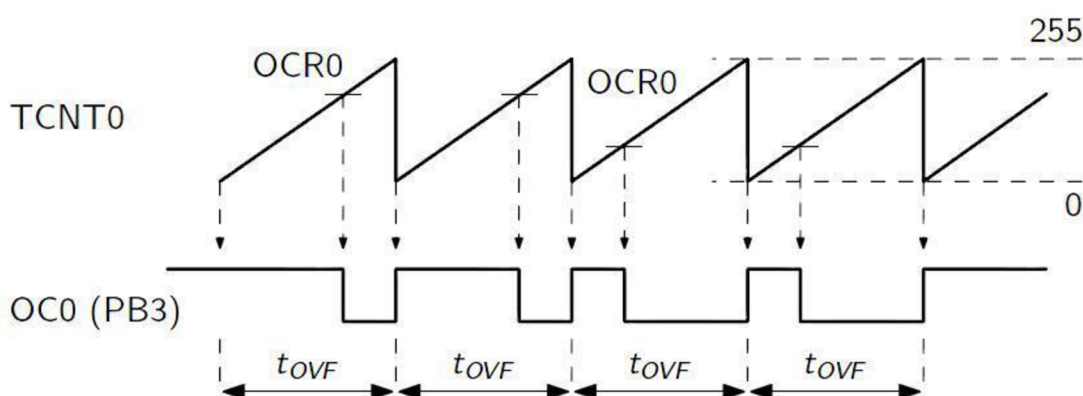 255
OCR0
OCR0
TCNT0
0
OC0 (PB3)
tOVF
tOVF
tOVF
tOVF